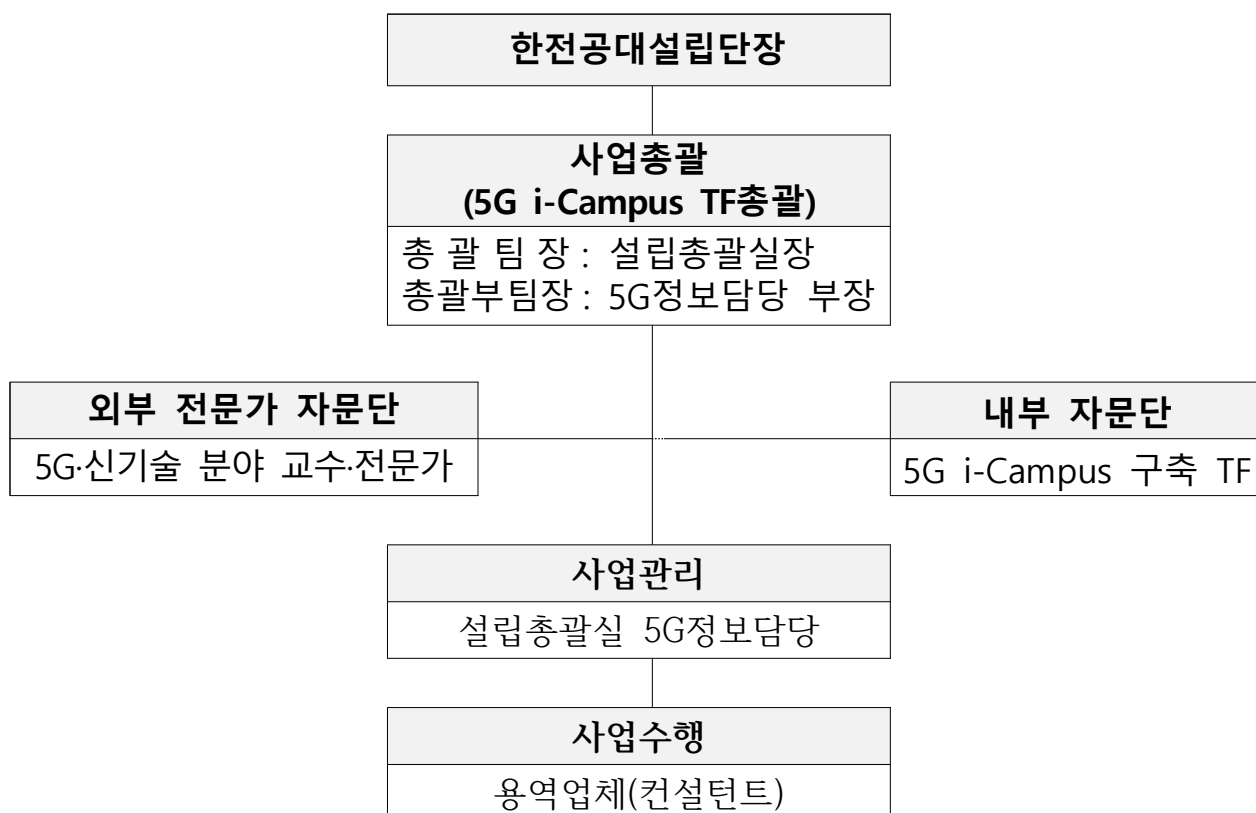 한전공대설립단장
사업총괄
(5G i-Campus TF총괄)
총 괄 팀 장 : 설립총괄실장
총괄부팀장 : 5G정보담당 부장
외부 전문가 자문단
5G·신기술 분야 교수·전문가
내부 자문단
5G i-Campus 구축 TF
사업관리
설립총괄실 5G정보담당
사업수행
용역업체(컨설턴트)